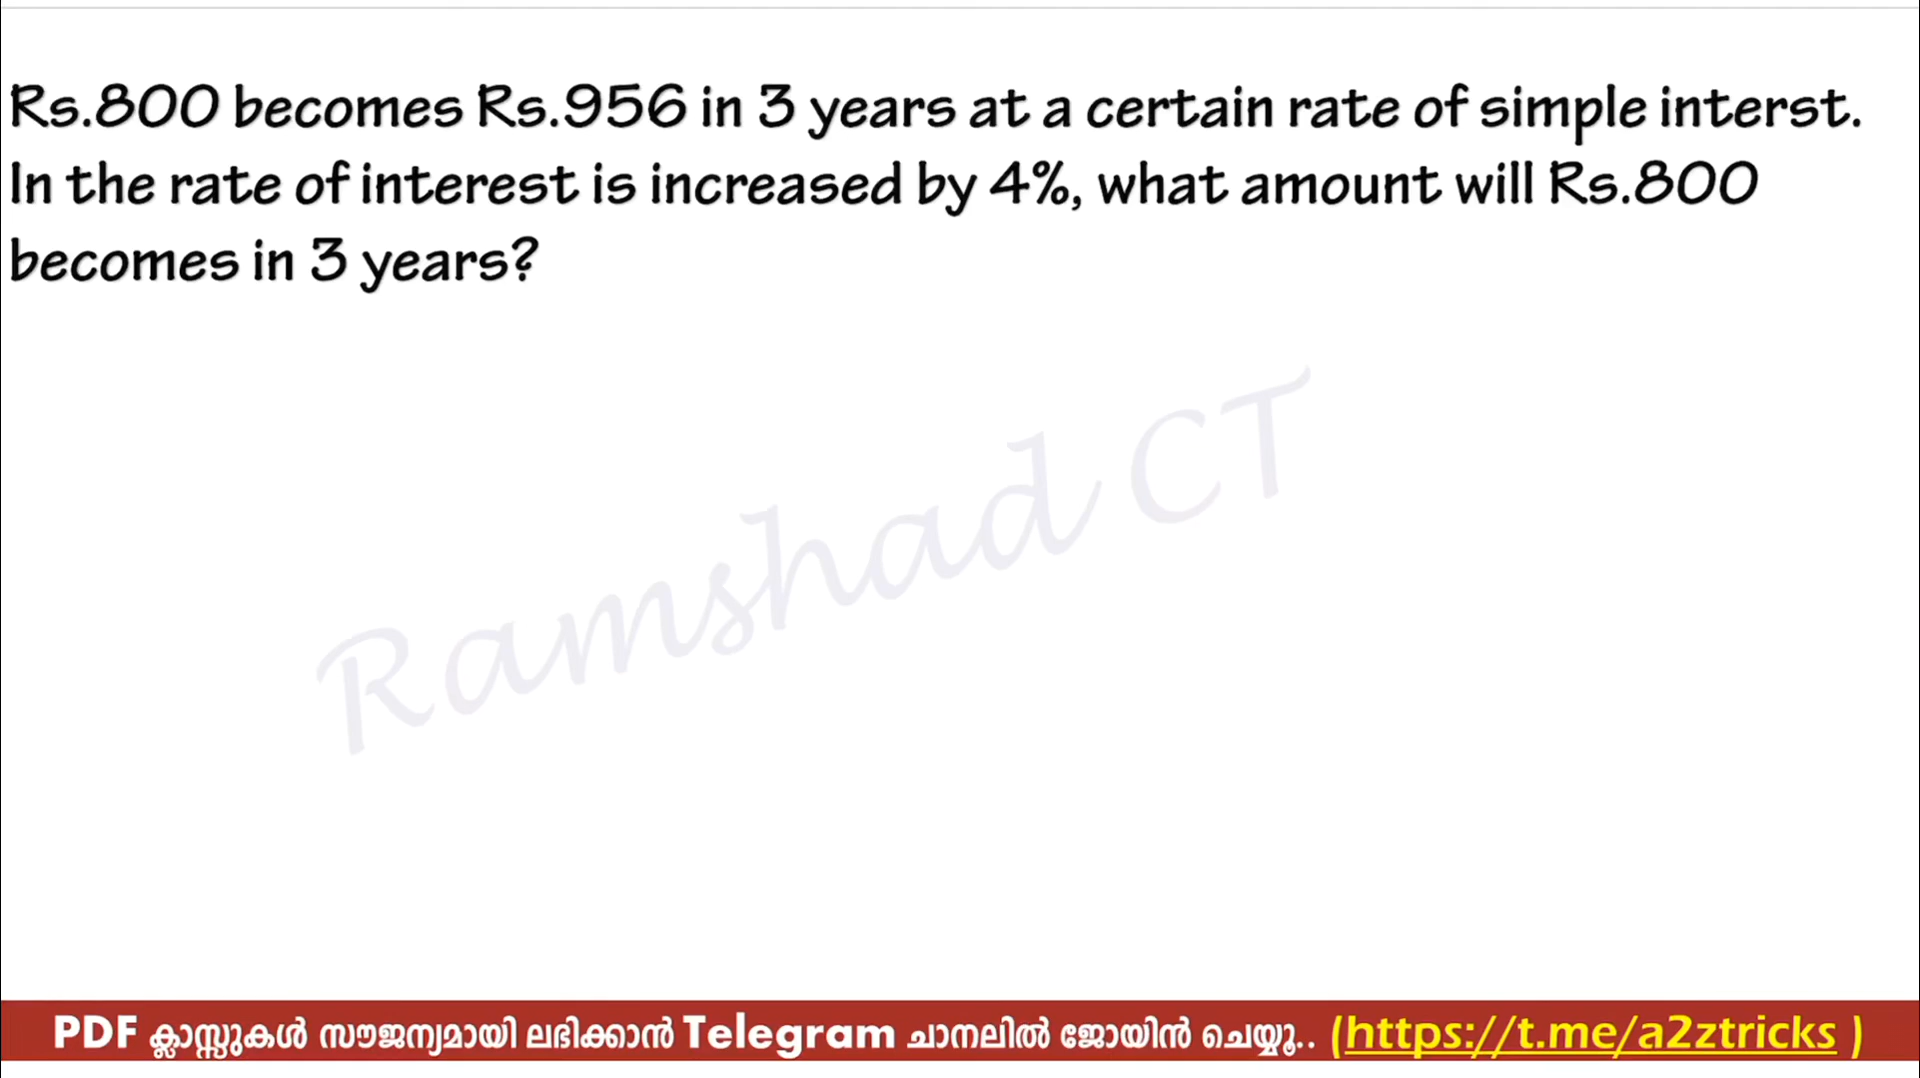 Rs.800 becomes Rs.956 in 3 years at a certain rate of simple interst.
In the rate of interest is increased by 4%, what amount will Rs.800
becomes in 3 years?
Ramshad CT
PDF ക്ലാസ്സുകൾ സൗജന്യമായി ലഭിക്കാൻ Telegram ചാനലിൽ ജോയിൻ ചെയ്യൂ.. (https://t.me/a2ztricks )